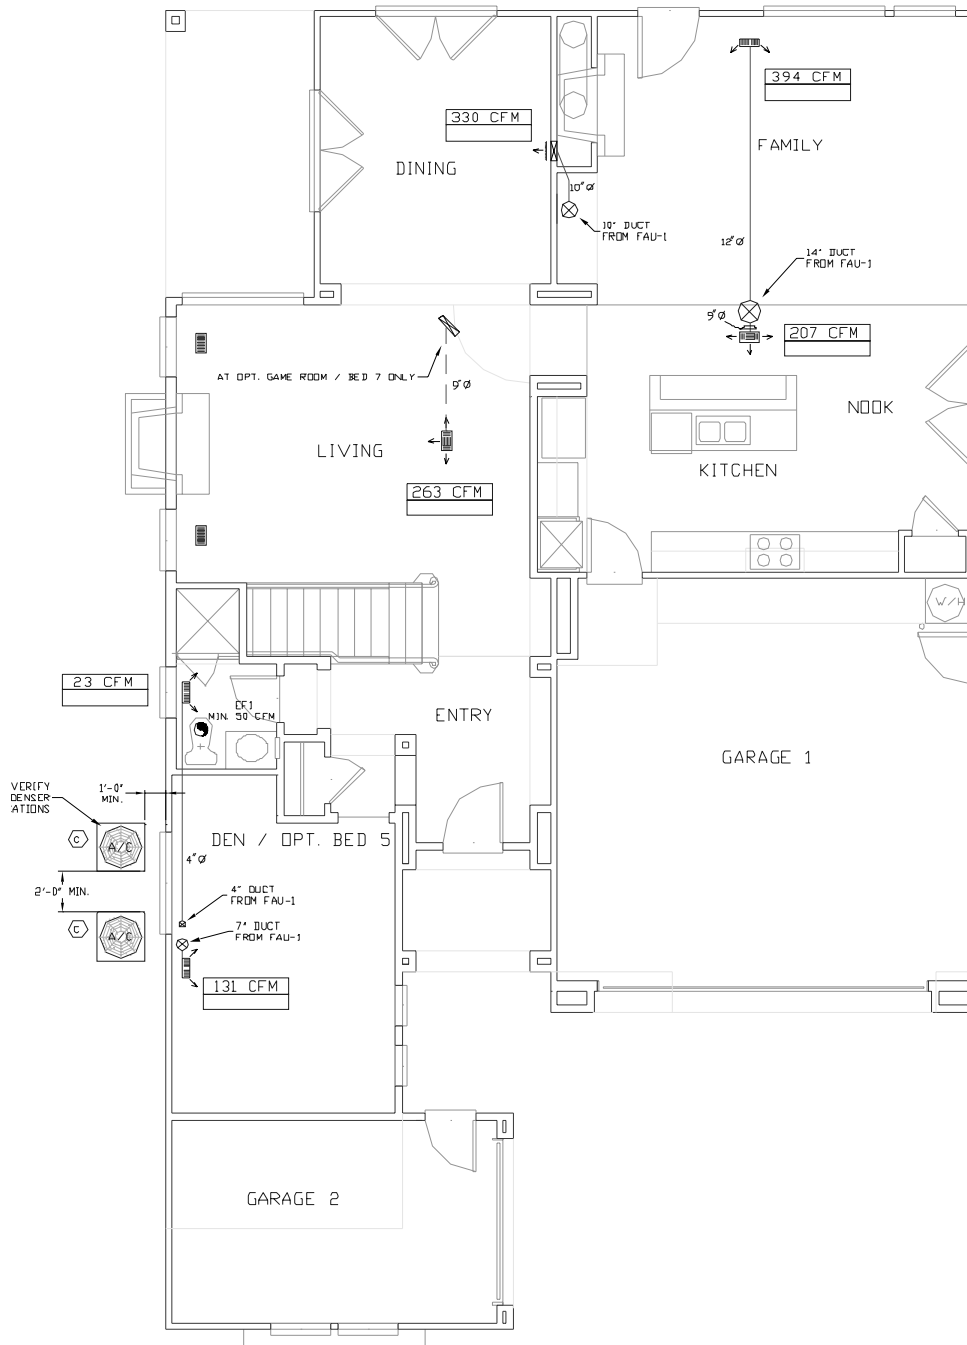 394 CFM
330 CFM
FAMILY
DINING
10"Ø
10" DUCT
FROM FAU-1
12"Ø
14" DUCT
FROM FAU-1
9"Ø
207 CFM
AT OPT. GAME ROOM / BED 7 ONLY
9"Ø
NOOK
LIVING
KITCHEN
263 CFM
W/H
23 CFM
EF1
MIN. 50 CFM
ENTRY
GARAGE 1
VERIFY
DENSER
ATIONS
1'-0"
MIN.
C
A/C
DEN / OPT. BED 5
4"Ø
2'-0" MIN.
4" DUCT
FROM FAU-1
C
A/C
7" DUCT
FROM FAU-1
131 CFM
GARAGE 2